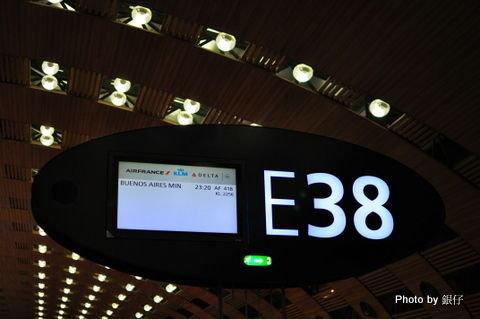 AIRFRANCE KLM DELTA
BUENOS AIRES MIN 23:20 AF 418
KL 2256
E38
Photo by 銀仔